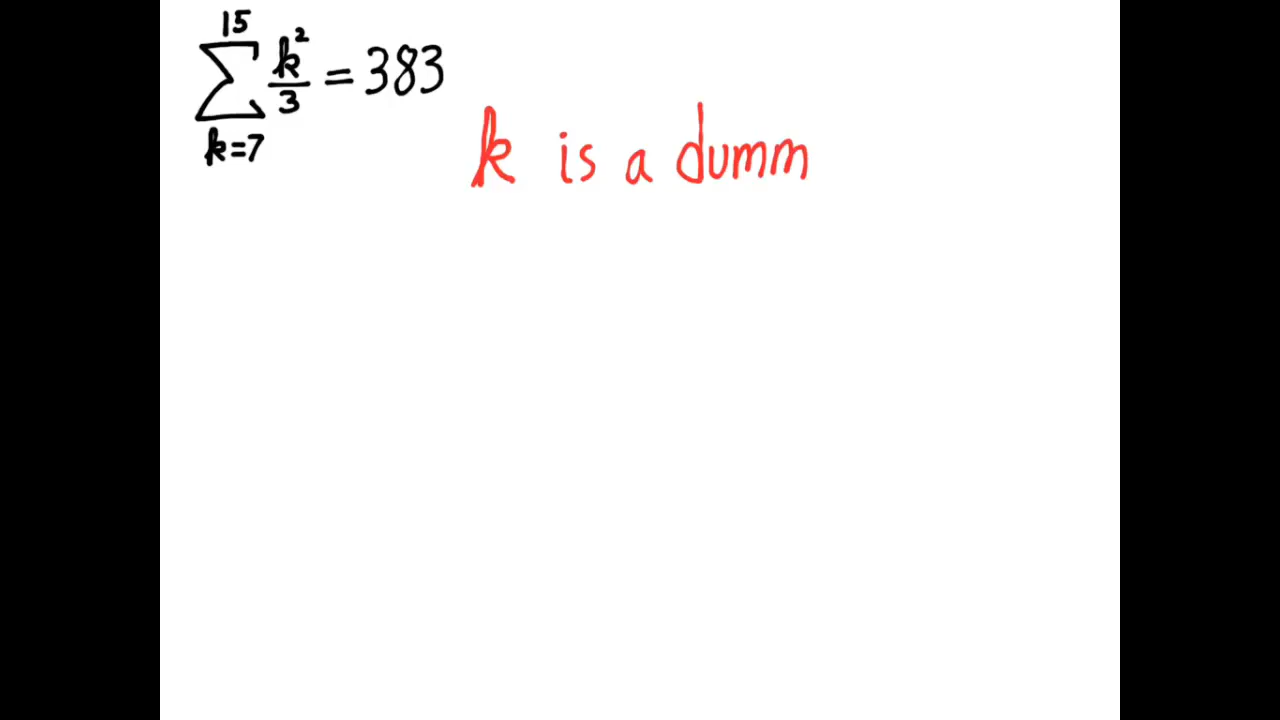 15
∑ k²/3 = 383
k=7
k is a dumm